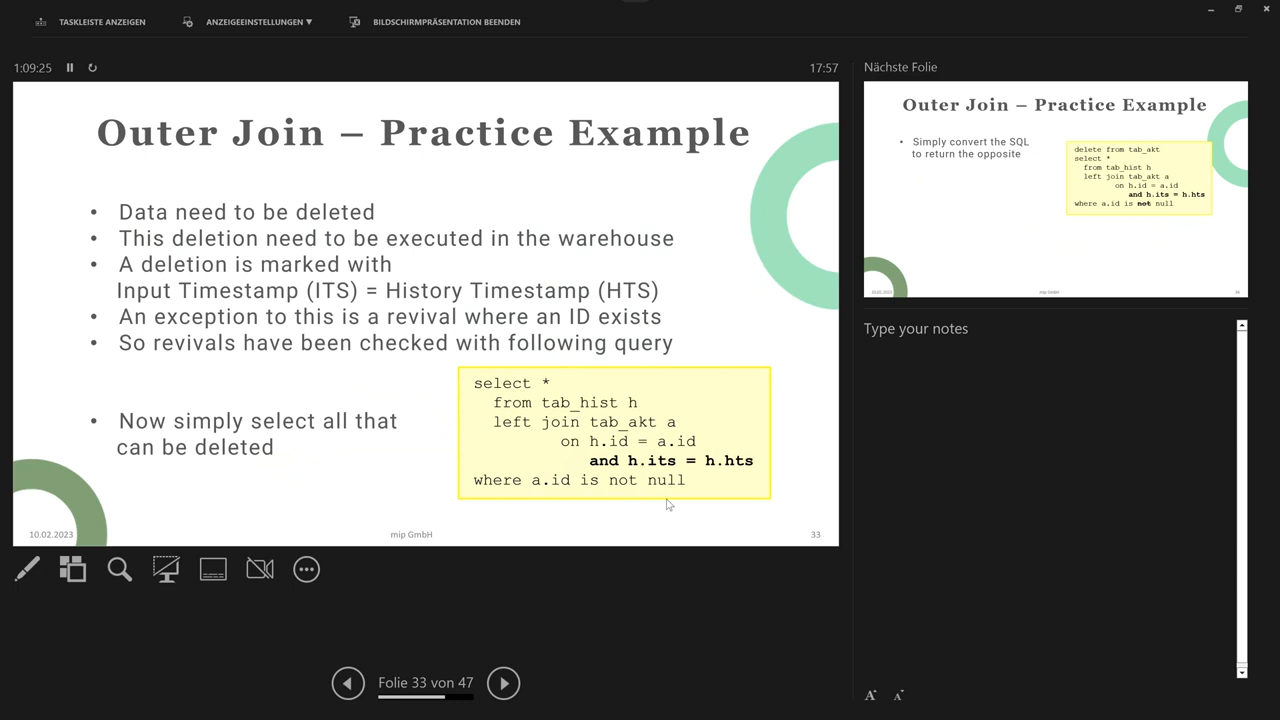 TASKLEISTE ANZEIGEN
ANZEIGEEINSTELLUNGEN ▼
BILDSCHIRMPRÄSENTATION BEENDEN
1:09:25
17:57
Outer Join – Practice Example
• Data need to be deleted
• This deletion need to be executed in the warehouse
• A deletion is marked with
Input Timestamp (ITS) = History Timestamp (HTS)
• An exception to this is a revival where an ID exists
• So revivals have been checked with following query
• Now simply select all that
can be deleted
select *
from tab_hist h
left join tab_akt a
on h.id = a.id
and h.its = h.hts
where a.id is not null
10.02.2023
mip GmbH
33
Folie 33 von 47
Nächste Folie
Outer Join – Practice Example
• Simply convert the SQL
to return the opposite
delete from tab_akt
select *
from tab_hist h
left join tab_akt a
on h.id = a.id
and h.its = h.hts
where a.id is not null
10.02.2023
mip GmbH
34
Type your notes
A
A